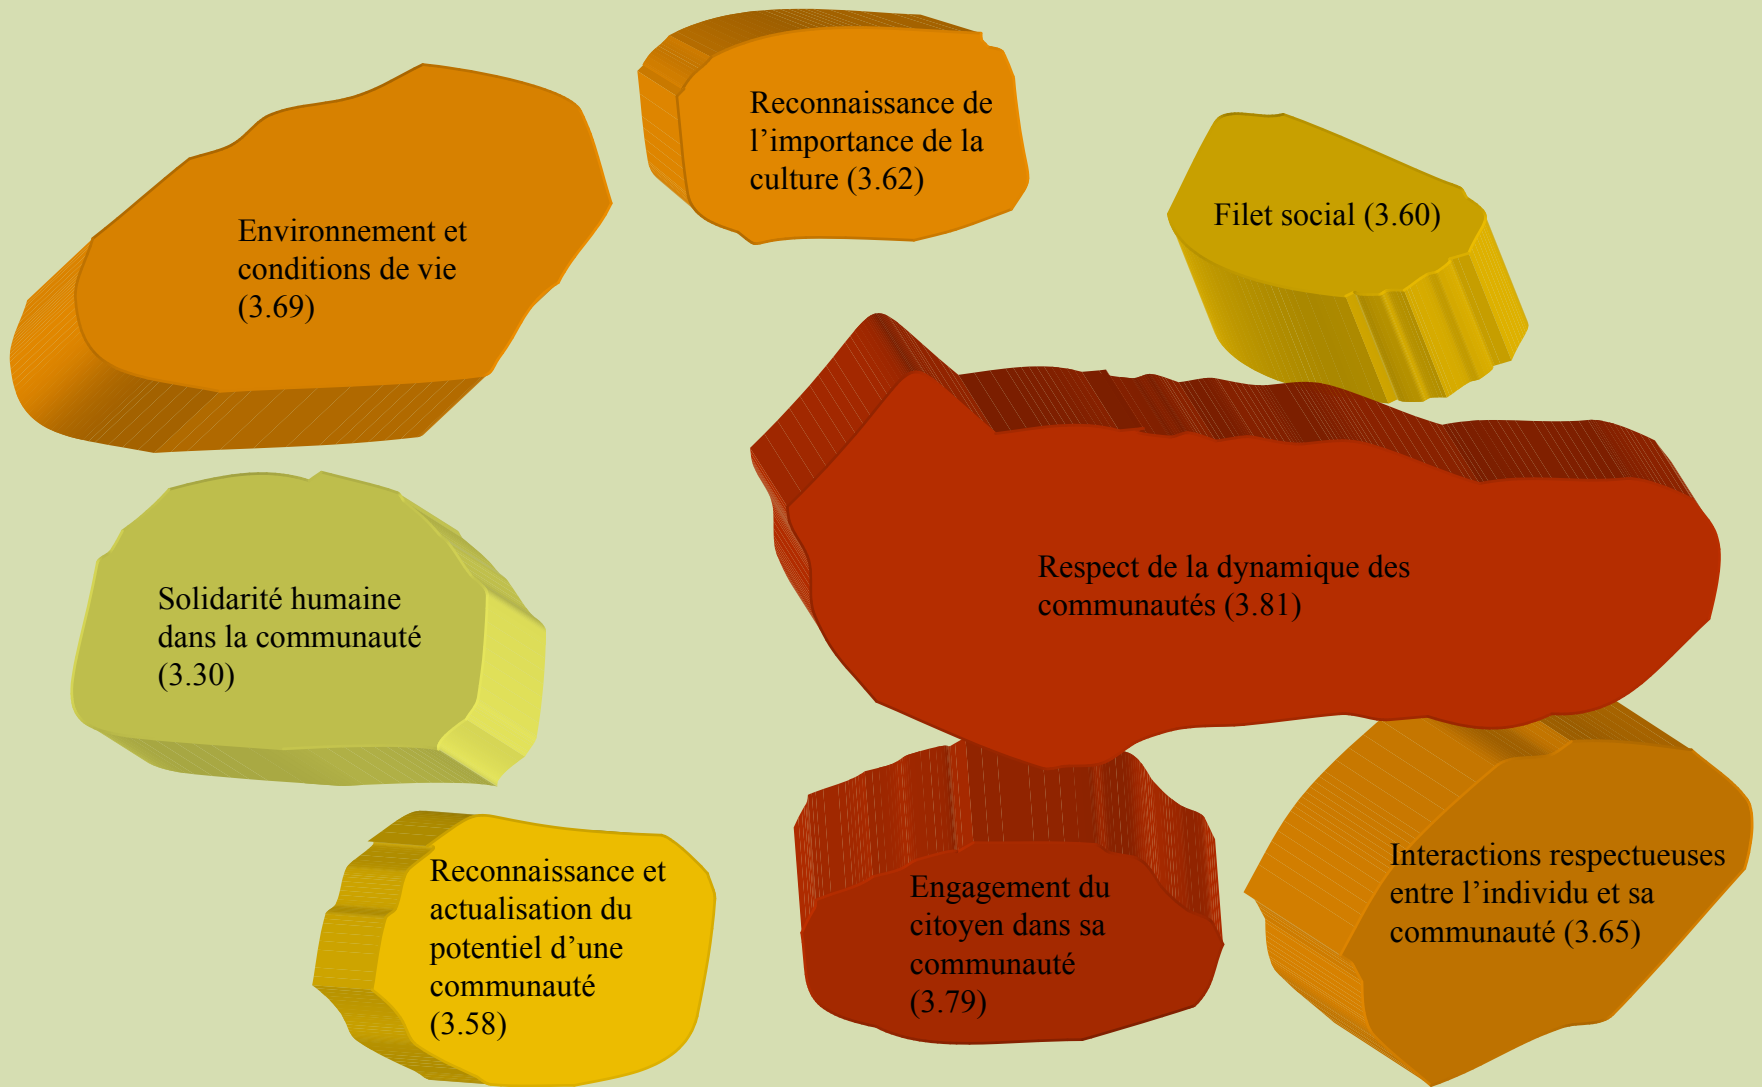 Reconnaissance de
l’importance de la
culture (3.62)
Environnement et
conditions de vie
(3.69)
Filet social (3.60)
Respect de la dynamique des
communautés (3.81)
Solidarité humaine
dans la communauté
(3.30)
Reconnaissance et
actualisation du
potentiel d’une
communauté
(3.58)
Engagement du
citoyen dans sa
communauté
(3.79)
Interactions respectueuses
entre l’individu et sa
communauté (3.65)